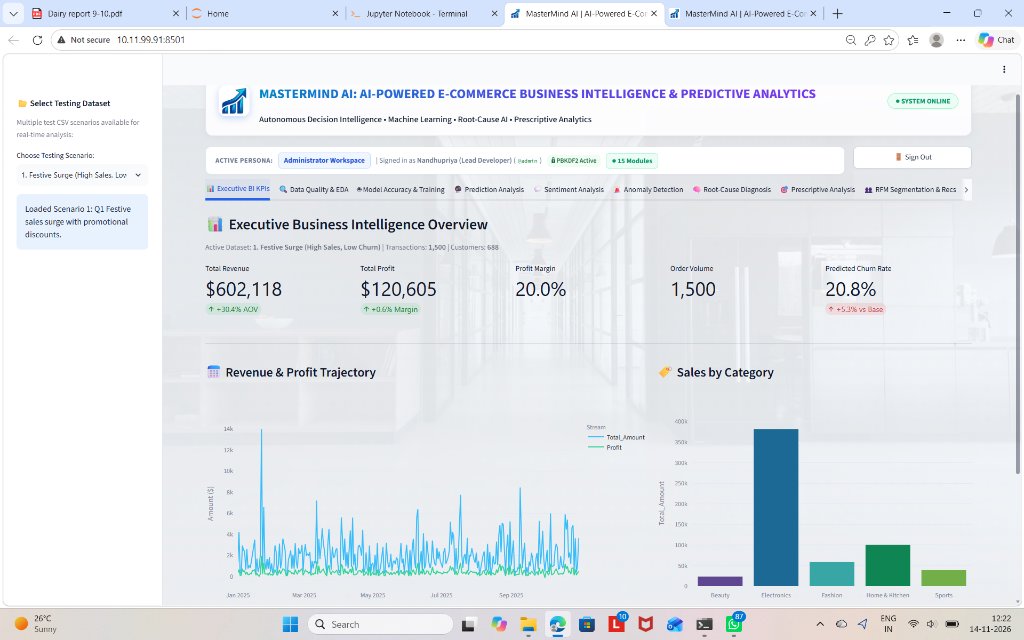 Dairy report 9-10.pdf
Home
Jupyter Notebook - Terminal
MasterMind AI | AI-Powered E-Co
MasterMind AI | AI-Powered E-Co
Not secure 10.11.99.91:8501
Chat
Select Testing Dataset
Multiple test CSV scenarios available for
real-time analysis:
Choose Testing Scenario:
1. Festive Surge (High Sales, Low
Loaded Scenario 1: Q1 Festive
sales surge with promotional
discounts.
MASTERMIND AI: AI-POWERED E-COMMERCE BUSINESS INTELLIGENCE & PREDICTIVE ANALYTICS
Autonomous Decision Intelligence • Machine Learning • Root-Cause AI • Prescriptive Analytics
● SYSTEM ONLINE
ACTIVE PERSONA: Administrator Workspace | Signed in as Nandhupriya (Lead Developer) ( @admin ) PBKDF2 Active ● 15 Modules
Sign Out
Executive BI KPIs Data Quality & EDA Model Accuracy & Training Prediction Analysis Sentiment Analysis Anomaly Detection Root-Cause Diagnosis Prescriptive Analysis RFM Segmentation & Recs
Executive Business Intelligence Overview
Active Dataset: 1. Festive Surge (High Sales, Low Churn) | Transactions: 1,500 | Customers: 688
Total Revenue
$602,118
↑ +30.4% AOV
Total Profit
$120,605
↑ +0.6% Margin
Profit Margin
20.0%
Order Volume
1,500
Predicted Churn Rate
20.8%
↑ +5.3% vs Base
Revenue & Profit Trajectory
Stream
Total_Amount
Profit
Amount ($)
14k
12k
10k
8k
6k
4k
2k
0
Jan 2025 Mar 2025 May 2025 Jul 2025 Sep 2025
Sales by Category
Total_Amount
400k
350k
300k
250k
200k
150k
100k
50k
0
Beauty Electronics Fashion Home & Kitchen Sports
26°C
Sunny
Search
10
87
ENG
IN
12:22
14-11-2026